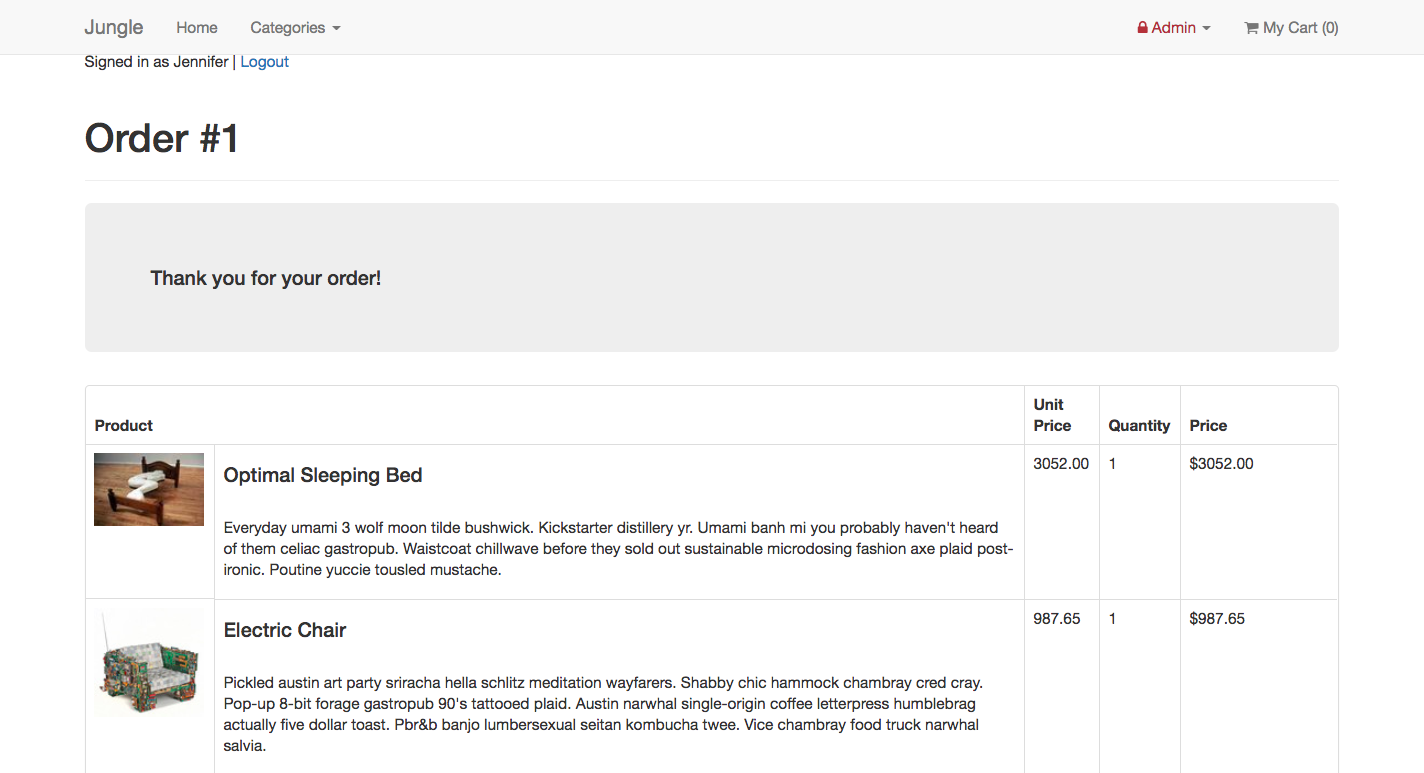 Jungle Home Categories Admin My Cart (0)
Signed in as Jennifer | Logout
Order #1
Thank you for your order!
Product Unit Price Quantity Price
Optimal Sleeping Bed 3052.00 1 $3052.00
Everyday umami 3 wolf moon tilde bushwick. Kickstarter distillery yr. Umami banh mi you probably haven't heard
of them celiac gastropub. Waistcoat chillwave before they sold out sustainable microdosing fashion axe plaid post-
ironic. Poutine yuccie tousled mustache.
Electric Chair 987.65 1 $987.65
Pickled austin art party sriracha hella schlitz meditation wayfarers. Shabby chic hammock chambray cred cray.
Pop-up 8-bit forage gastropub 90's tattooed plaid. Austin narwhal single-origin coffee letterpress humblebrag
actually five dollar toast. Pbr&b banjo lumbersexual seitan kombucha twee. Vice chambray food truck narwhal
salvia.